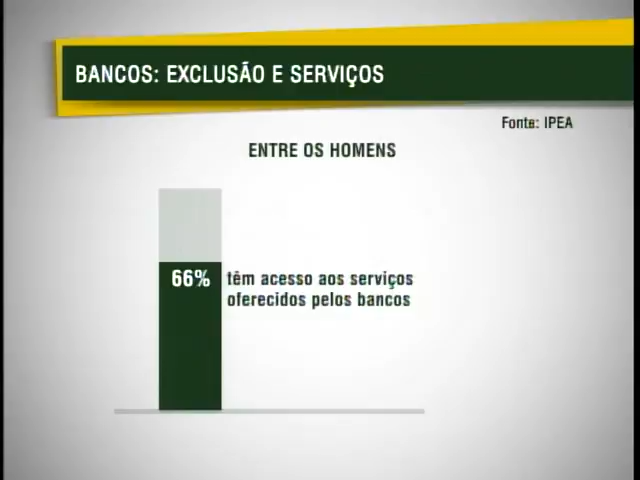 BANCOS: EXCLUSÃO E SERVIÇOS
Fonte: IPEA
ENTRE OS HOMENS
66% têm acesso aos serviços
oferecidos pelos bancos